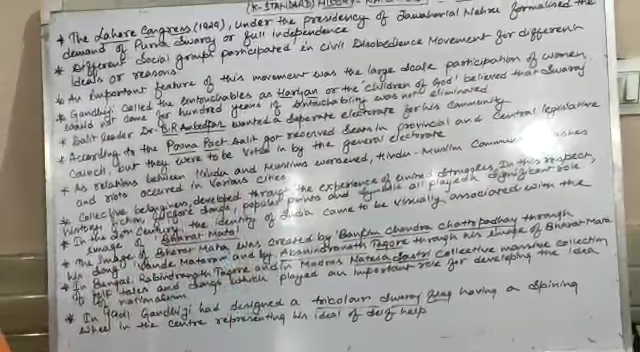 (X-STANDARD) HISTORY-
* The Lahore Congress (1929), under the presidency of Jawaharlal Nehru formalised the
demand of Purna Swaraj or full independence
* Different Social groups participated in Civil Disobedience Movement for different
ideals or reasons
* An important feature of this movement was the large scale participation of women
* Gandhiji called the untouchables as Harijan or the children of God! believed that Swaraj
would not come for hundred years if untouchability was not eliminated
* Dalit leader Dr. B.R Ambedkar wanted a separate electorate for his community
* According to the Poona Pact Dalit got reserved seats in provincial and central legislative
council, but they were to be voted in by the general electorate
* As relations between Hindu and Muslims worsened, Hindu-Muslim Communal clashes
and riots occured in various cities
* Collective belongings, developed through the experience of united struggles. In this respect,
history, fiction, folklore songs, popular prints and symbols all played a significant role
* In 20th Century, the identity of India came to be visually associated with the
image of 'Bharat Mata'
* The Image of Bharat Mata was created by 'Bankim chandra chattopadhay through
his song 'Vande Mataram' and by Abanindranath Tagore through his image of Bharat Mata
* In Bengal, Rabindranath Tagore and in Madras Natesa Sastri collective massive collection
of folk tales and songs which played an important role for developing the idea
of nationalism
* In 1921, Gandhiji had designed a tricolour Swaraj flag having a spining
wheel in the centre representing his ideal of self help